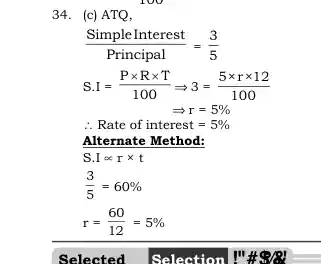 100
34. (c) ATQ,
Simple Interest / Principal = 3/5
S.I = P × R × T / 100 ⇒ 3 = 5 × r × 12 / 100
⇒ r = 5%
∴ Rate of interest = 5%
Alternate Method:
S.I ∝ r × t
3/5 = 60%
r = 60/12 = 5%
Selected Selection